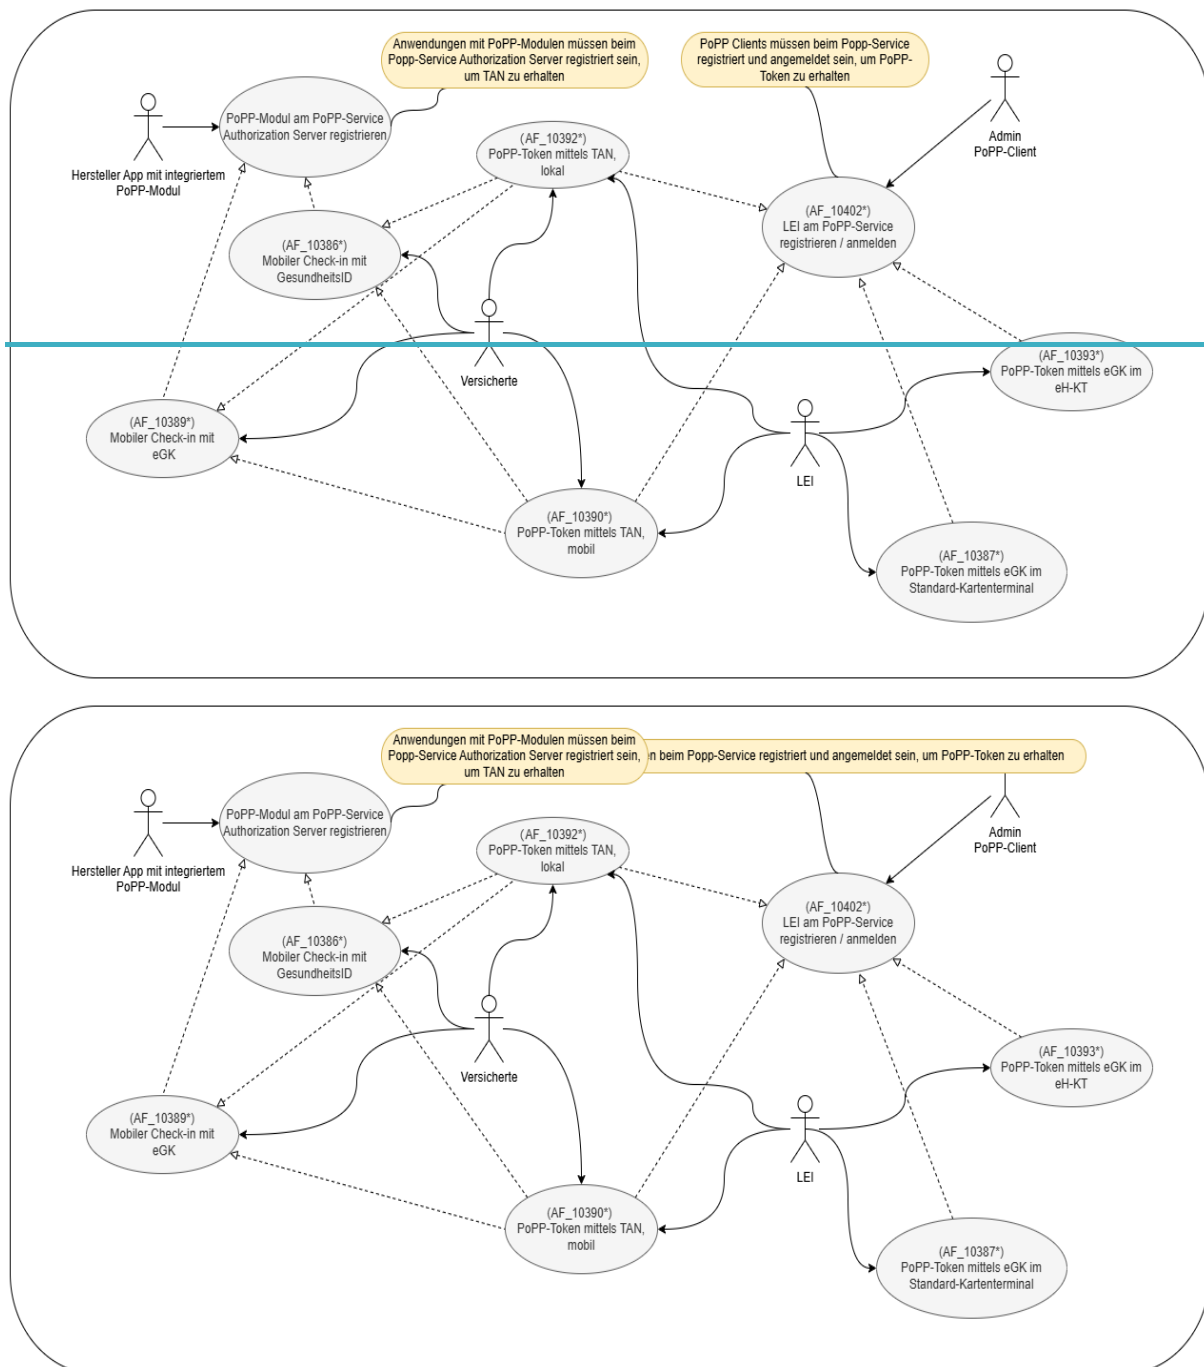 Anwendungen mit PoPP-Modulen müssen beim
Popp-Service Authorization Server registriert sein,
um TAN zu erhalten
PoPP Clients müssen beim Popp-Service
registriert und angemeldet sein, um PoPP-
Token zu erhalten
PoPP-Modul am PoPP-Service
Authorization Server registrieren
Hersteller App mit integriertem
PoPP-Modul
(AF_10392*)
PoPP-Token mittels TAN,
lokal
Admin
PoPP-Client
(AF_10402*)
LEI am PoPP-Service
registrieren / anmelden
(AF_10386*)
Mobiler Check-in mit
GesundheitsID
Versicherte
(AF_10393*)
PoPP-Token mittels eGK im
eH-KT
(AF_10389*)
Mobiler Check-in mit
eGK
LEI
(AF_10390*)
PoPP-Token mittels TAN,
mobil
(AF_10387*)
PoPP-Token mittels eGK im
Standard-Kartenterminal
Anwendungen mit PoPP-Modulen müssen beim
Popp-Service Authorization Server registriert sein,
um TAN zu erhalten
beim Popp-Service registriert und angemeldet sein, um PoPP-Token zu erhalten
PoPP-Modul am PoPP-Service
Authorization Server registrieren
Hersteller App mit integriertem
PoPP-Modul
(AF_10392*)
PoPP-Token mittels TAN,
lokal
Admin
PoPP-Client
(AF_10402*)
LEI am PoPP-Service
registrieren / anmelden
(AF_10386*)
Mobiler Check-in mit
GesundheitsID
Versicherte
(AF_10393*)
PoPP-Token mittels eGK im
eH-KT
(AF_10389*)
Mobiler Check-in mit
eGK
LEI
(AF_10390*)
PoPP-Token mittels TAN,
mobil
(AF_10387*)
PoPP-Token mittels eGK im
Standard-Kartenterminal